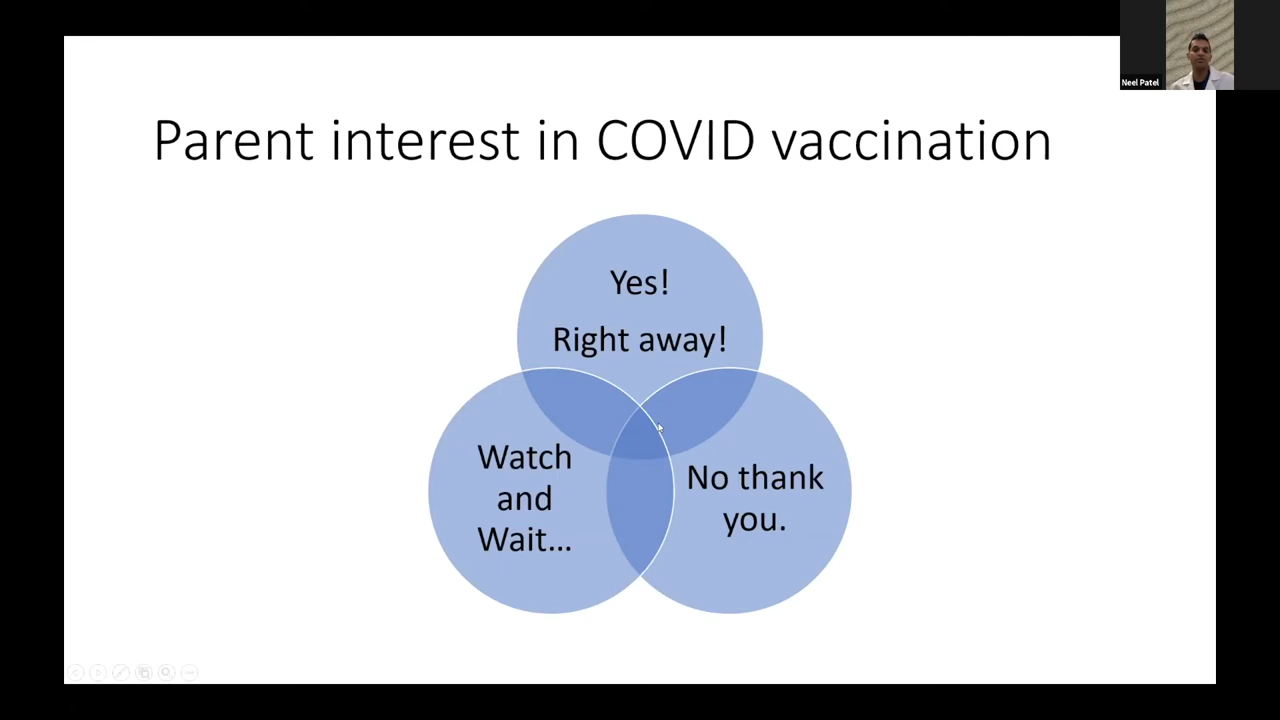 Neel Patel
Parent interest in COVID vaccination
Yes!
Right away!
Watch
and
Wait...
No thank
you.